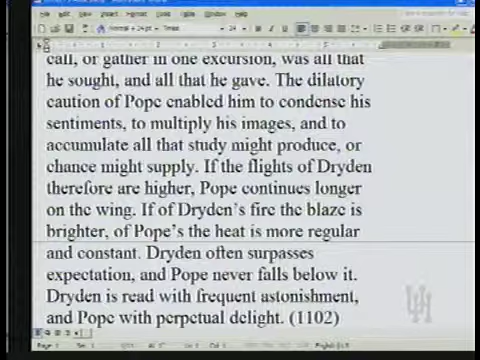 call, or gather in one excursion, was all that
he sought, and all that he gave. The dilatory
caution of Pope enabled him to condense his
sentiments, to multiply his images, and to
accumulate all that study might produce, or
chance might supply. If the flights of Dryden
therefore are higher, Pope continues longer
on the wing. If of Dryden's fire the blaze is
brighter, of Pope's the heat is more regular
and constant. Dryden often surpasses
expectation, and Pope never falls below it.
Dryden is read with frequent astonishment,
and Pope with perpetual delight. (1102)